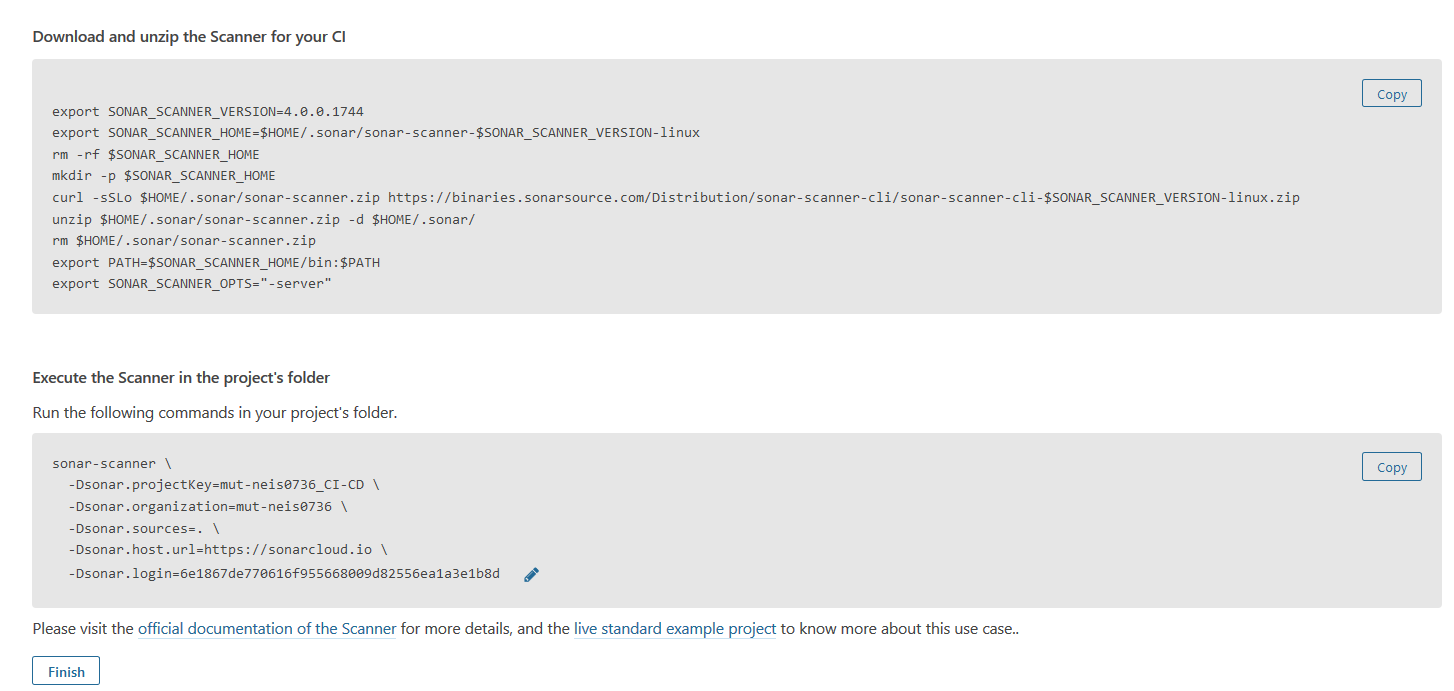 Download and unzip the Scanner for your CI
Copy
export SONAR_SCANNER_VERSION=4.0.0.1744
export SONAR_SCANNER_HOME=$HOME/.sonar/sonar-scanner-$SONAR_SCANNER_VERSION-linux
rm -rf $SONAR_SCANNER_HOME
mkdir -p $SONAR_SCANNER_HOME
curl -sSLo $HOME/.sonar/sonar-scanner.zip https://binaries.sonarsource.com/Distribution/sonar-scanner-cli/sonar-scanner-cli-$SONAR_SCANNER_VERSION-linux.zip
unzip $HOME/.sonar/sonar-scanner.zip -d $HOME/.sonar/
rm $HOME/.sonar/sonar-scanner.zip
export PATH=$SONAR_SCANNER_HOME/bin:$PATH
export SONAR_SCANNER_OPTS="-server"
Execute the Scanner in the project's folder
Run the following commands in your project's folder.
Copy
sonar-scanner \
-Dsonar.projectKey=mut-neis0736_CI-CD \
-Dsonar.organization=mut-neis0736 \
-Dsonar.sources=. \
-Dsonar.host.url=https://sonarcloud.io \
-Dsonar.login=6e1867de770616f955668009d82556ea1a3e1b8d
Please visit the official documentation of the Scanner for more details, and the live standard example project to know more about this use case..
Finish